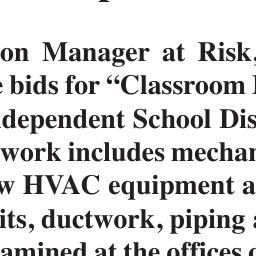 on Manager at Risk,
bids for “Classroom
dependent School Dis
work includes mechan
w HVAC equipment a
its, ductwork, piping
amined at the offices o